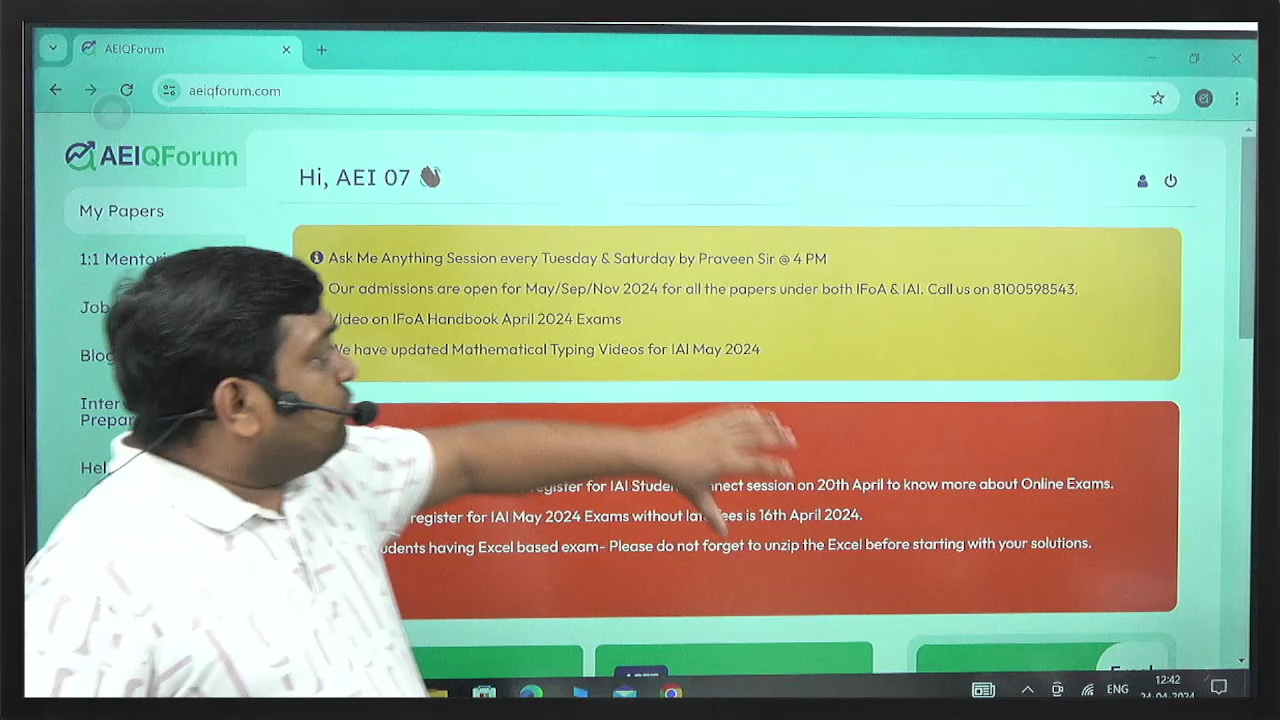 AEIQForum
aeiqforum.com
AEIQForum
Hi, AEI 07
My Papers
1:1
Ask Me Anything Session every Tuesday & Saturday by Praveen Sir @ 4 PM
Our admissions are open for May/Sep/Nov 2024 for all the papers under both IFoA & IAI. Call us on 8100598543.
Video on IFoA Handbook April 2024 Exams
We have updated Mathematical Typing Videos for IAI May 2024
register for IAI session on 20th April to know more about Online Exams.
register for IAI May 2024 Exams without fees is 16th April 2024.
having Excel based exam- Please do not forget to unzip the Excel before starting with your solutions.
ENG
12:42
24-04-2024